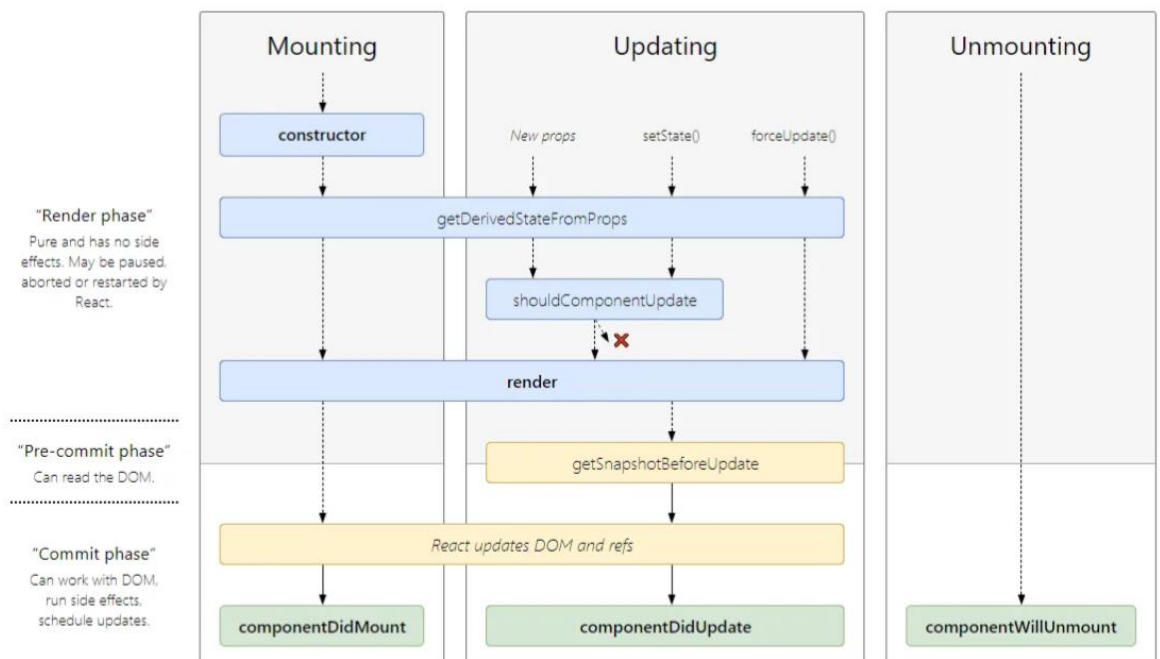 Mounting
Updating
Unmounting
constructor
New props
setState()
forceUpdate()
"Render phase"
Pure and has no side
effects. May be paused,
aborted or restarted by
React.
getDerivedStateFromProps
shouldComponentUpdate
render
"Pre-commit phase"
Can read the DOM.
getSnapshotBeforeUpdate
"Commit phase"
Can work with DOM,
run side effects,
schedule updates.
React updates DOM and refs
componentDidMount
componentDidUpdate
componentWillUnmount